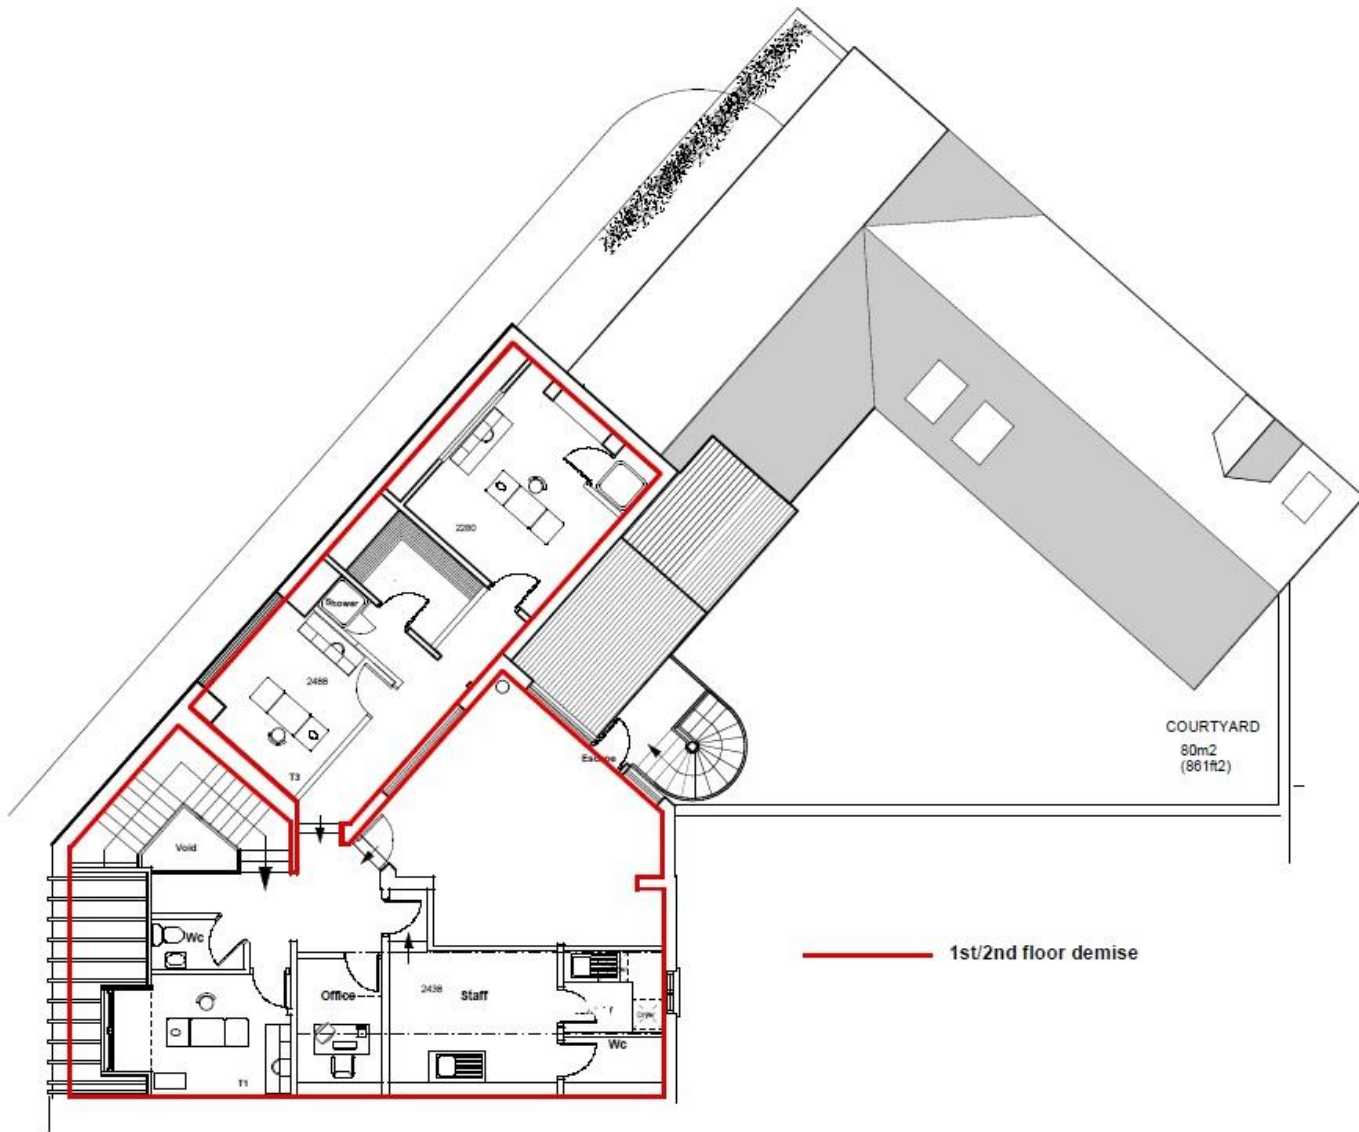 2280
Shower
2488
COURTYARD
80m2
(861ft2)
Escape
T3
Void
Wc
1st/2nd floor demise
Office
2438
Staff
Dryer
Wc
T1